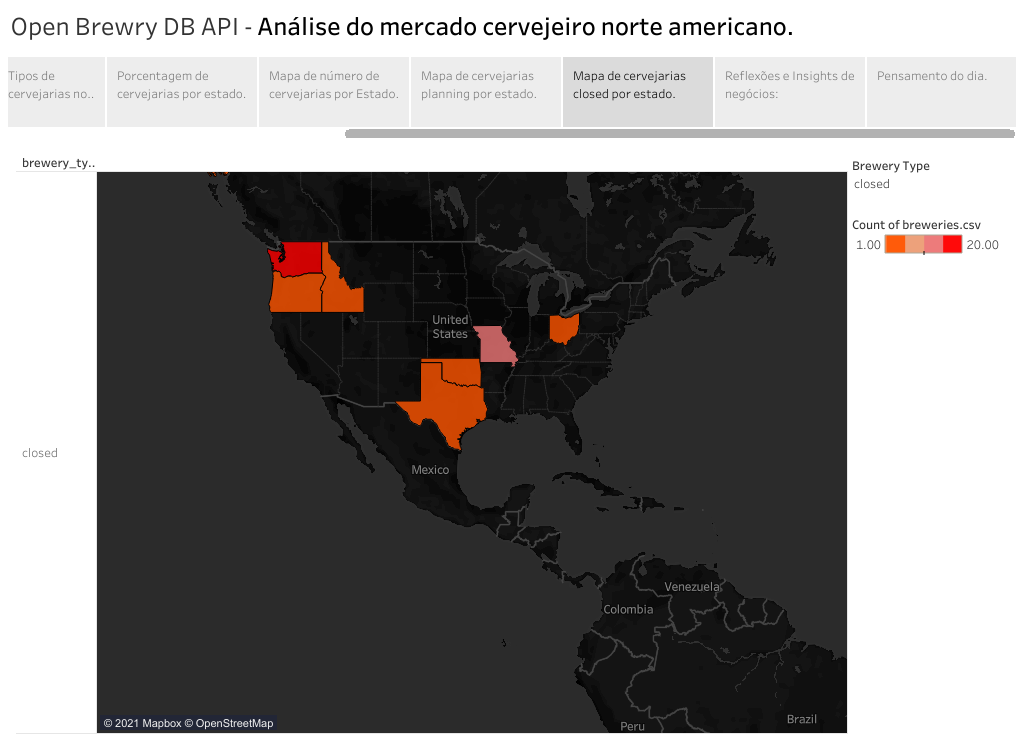 Open Brewry DB API - Análise do mercado cervejeiro norte americano.
Tipos de
cervejarias no..
Porcentagem de
cervejarias por estado.
Mapa de número de
cervejarias por Estado.
Mapa de cervejarias
planning por estado.
Mapa de cervejarias
closed por estado.
Reflexões e Insights de
negócios:
Pensamento do dia.
brewery_ty..
closed
United
States
Mexico
Venezuela
Colombia
Peru
Brazil
© 2021 Mapbox © OpenStreetMap
Brewery Type
closed
Count of breweries.csv
1.00 20.00